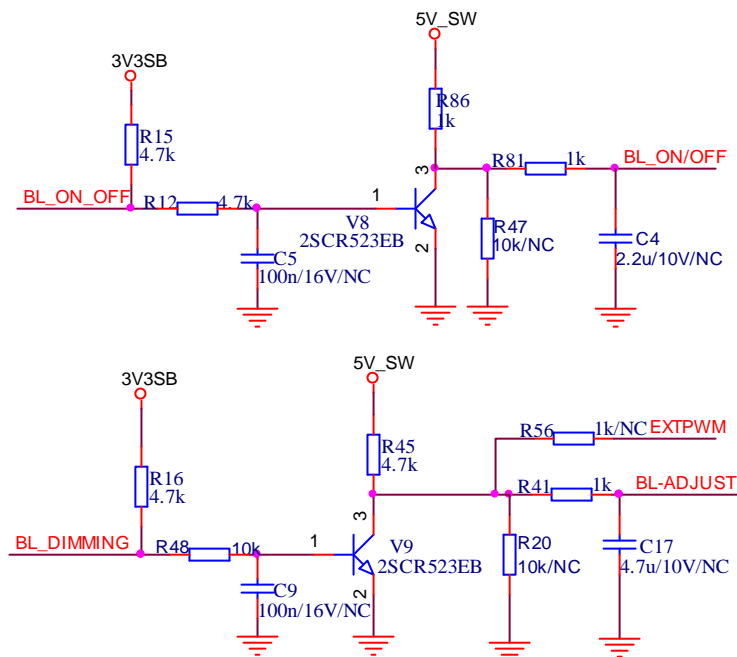 5V_SW
3V3SB
R86
1k
R15
4.7k
R81 1k BL_ON/OFF
BL_ON_OFF R12 4.7k 1 3
V8
2SCR523EB
2
R47
10k/NC
C4
2.2u/10V/NC
C5
100n/16V/NC
5V_SW
3V3SB
R56 1k/NC EXTPWM
R45
4.7k
R16
4.7k
R41 1k BL-ADJUST
BL_DIMMING R48 10k 1 3
V9
2SCR523EB
2
R20
10k/NC
C17
4.7u/10V/NC
C9
100n/16V/NC